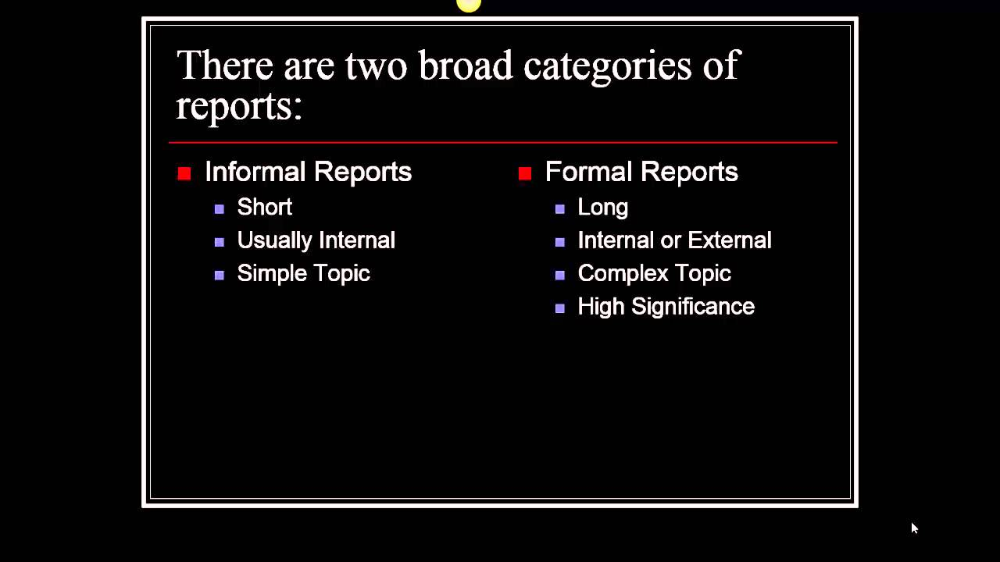 There are two broad categories of
reports:
Informal Reports
Short
Usually Internal
Simple Topic
Formal Reports
Long
Internal or External
Complex Topic
High Significance